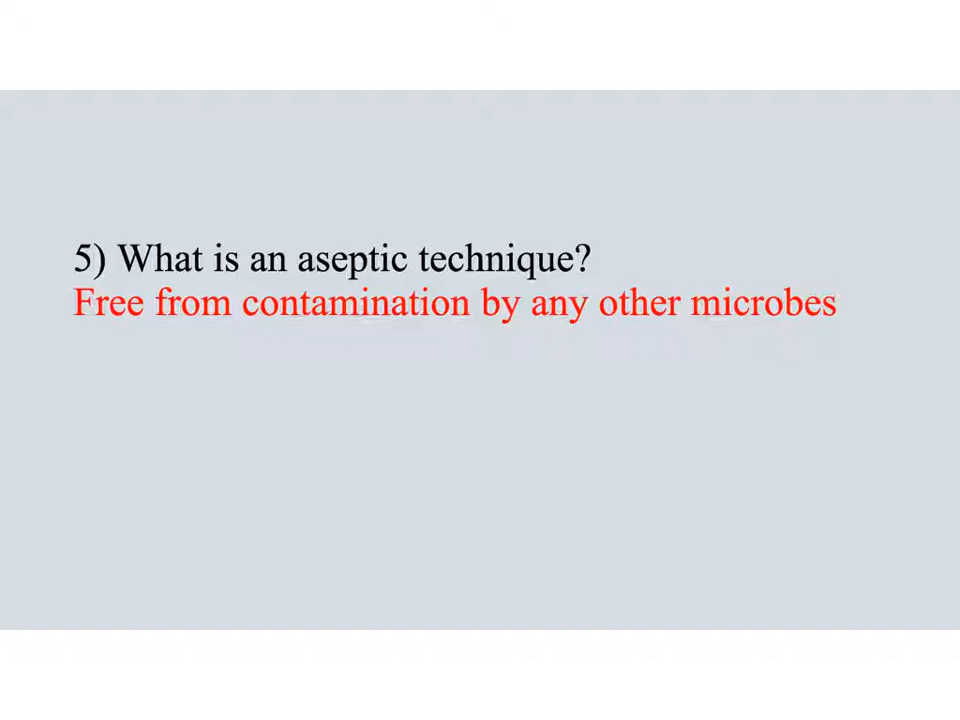 5) What is an aseptic technique?
Free from contamination by any other microbes